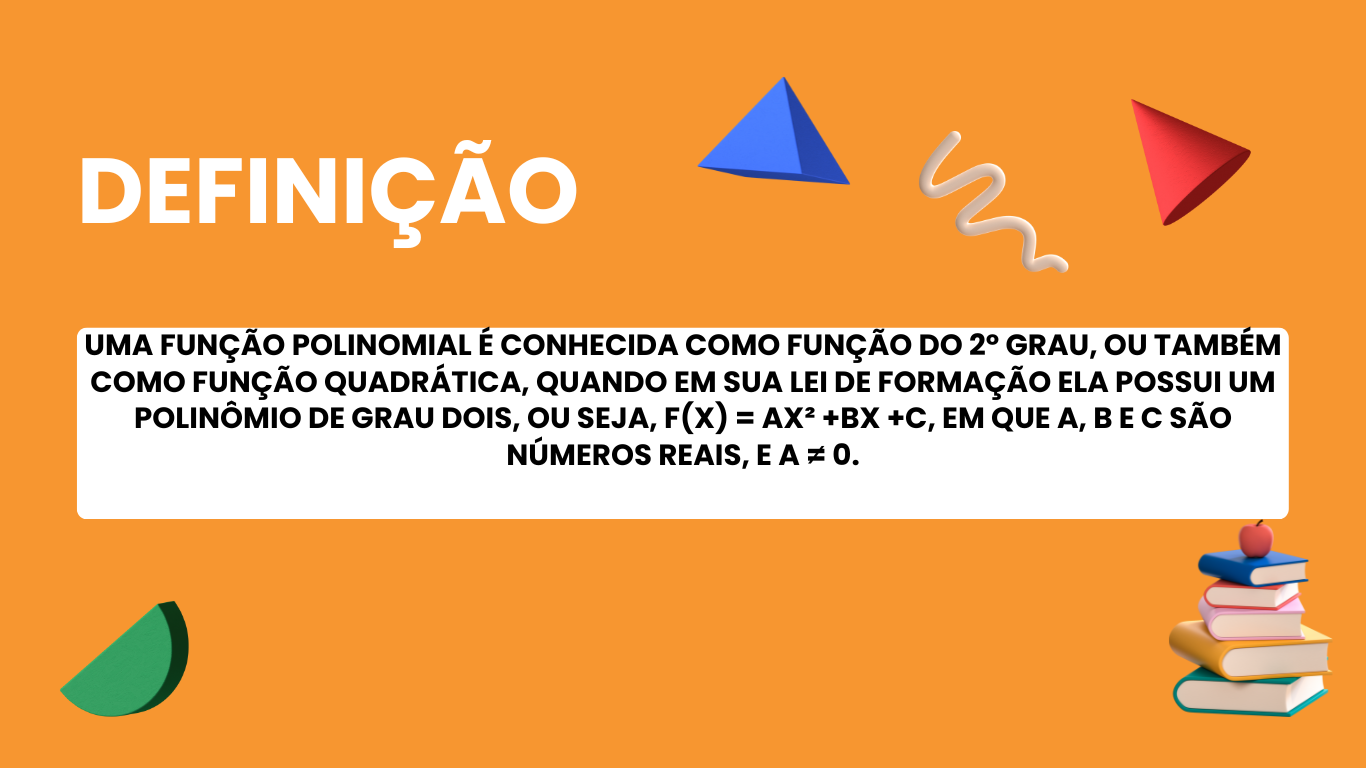 DEFINIÇÃO
UMA FUNÇÃO POLINOMIAL É CONHECIDA COMO FUNÇÃO DO 2º GRAU, OU TAMBÉM
COMO FUNÇÃO QUADRÁTICA, QUANDO EM SUA LEI DE FORMAÇÃO ELA POSSUI UM
POLINÔMIO DE GRAU DOIS, OU SEJA, F(X) = AX² +BX +C, EM QUE A, B E C SÃO
NÚMEROS REAIS, E A ≠ 0.